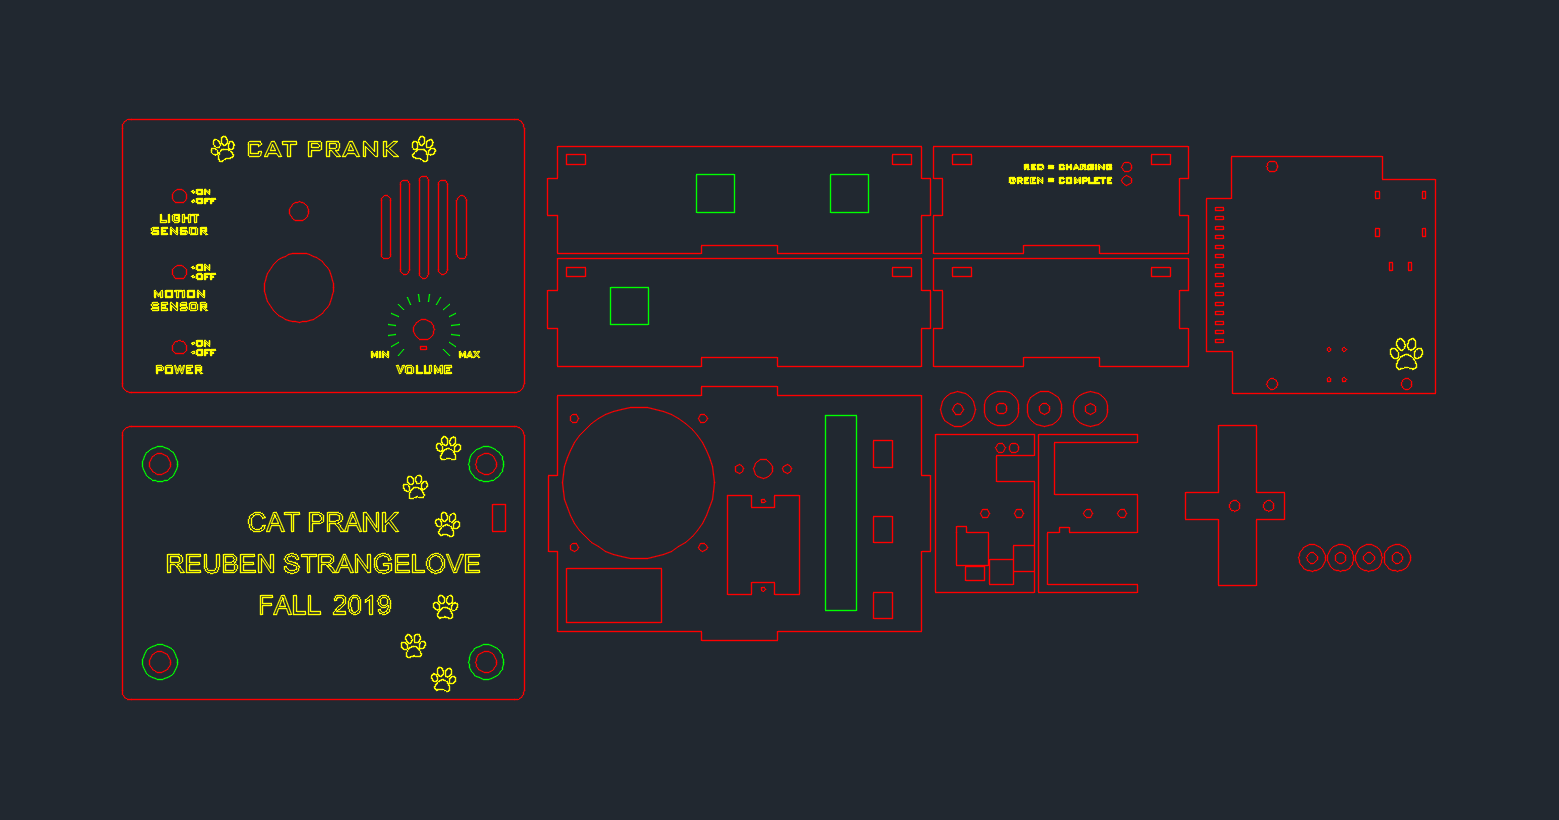 CAT PRANK
ON
OFF
LIGHT
SENSOR
ON
OFF
MOTION
SENSOR
ON
OFF
POWER
MIN
MAX
VOLUME
RED = CHARGING
GREEN = COMPLETE
CAT PRANK
REUBEN STRANGELOVE
FALL 2019